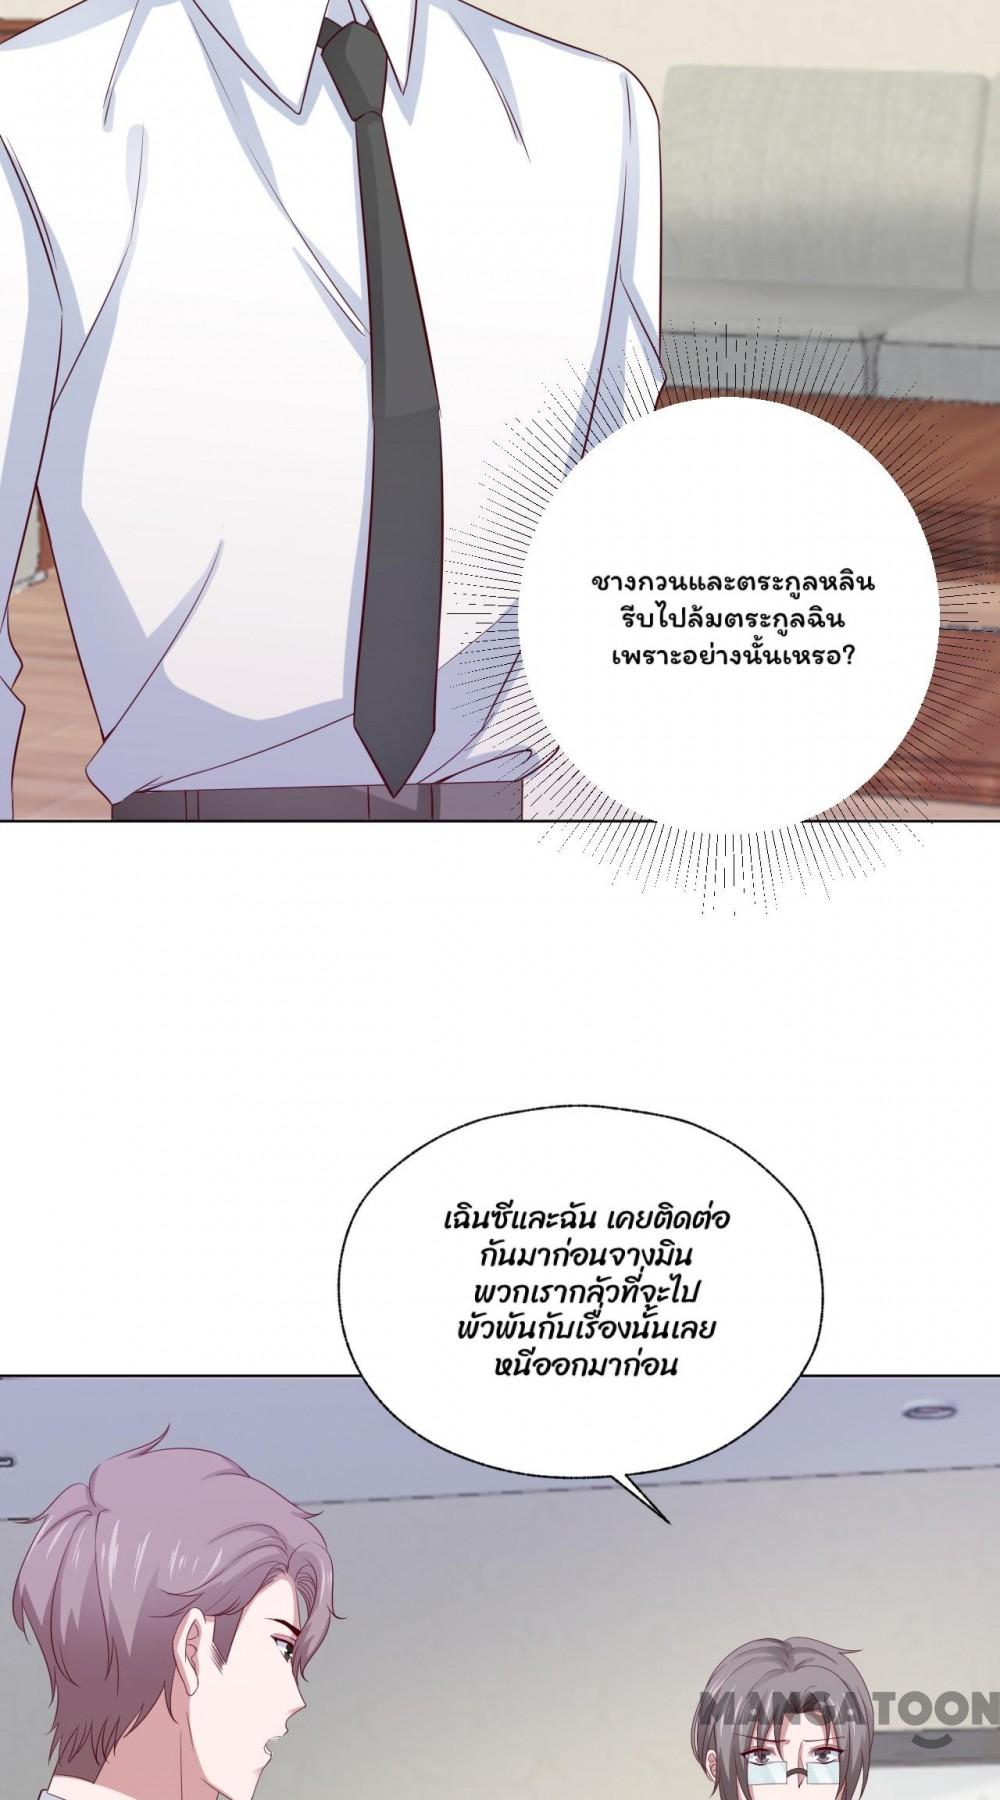 ชางกวนและตระกูลหลิน
รีบไปล้มตระกูลฉิน
เพราะอย่างนั้นเหรอ?
เฉินซีและฉัน เคยติดต่อ
กันมาก่อนจางมิน
พวกเรากลัวที่จะไป
พัวพันกับเรื่องนั้นเลย
หนีออกมาก่อน
MANGATOON